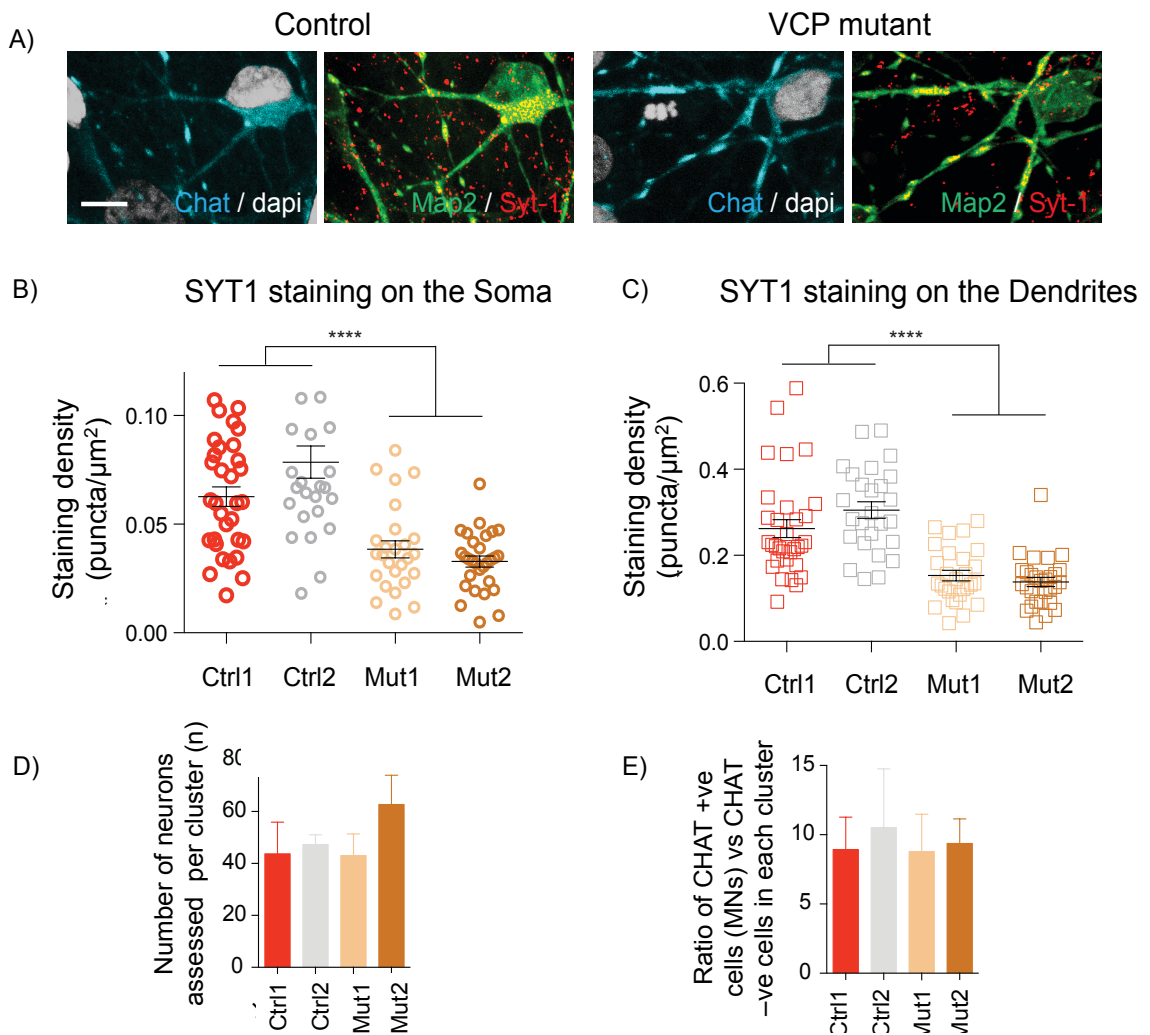 A)
Control
VCP mutant
Chat / dapi
Map2 / Syt-1
Chat / dapi
Map2 / Syt-1
B)
SYT1 staining on the Soma
****
Staining density
(puncta/µm²)
0.10
0.05
0.00
Ctrl1
Ctrl2
Mut1
Mut2
C)
SYT1 staining on the Dendrites
****
Staining density
(puncta/µm²)
0.6
0.4
0.2
0.0
Ctrl1
Ctrl2
Mut1
Mut2
D)
Number of neurons
assessed per cluster (n)
80
60
40
20
0
Ctrl1
Ctrl2
Mut1
Mut2
E)
Ratio of CHAT +ve
cells (MNs) vs CHAT
–ve cells in each cluster
15
10
5
0
Ctrl1
Ctrl2
Mut1
Mut2